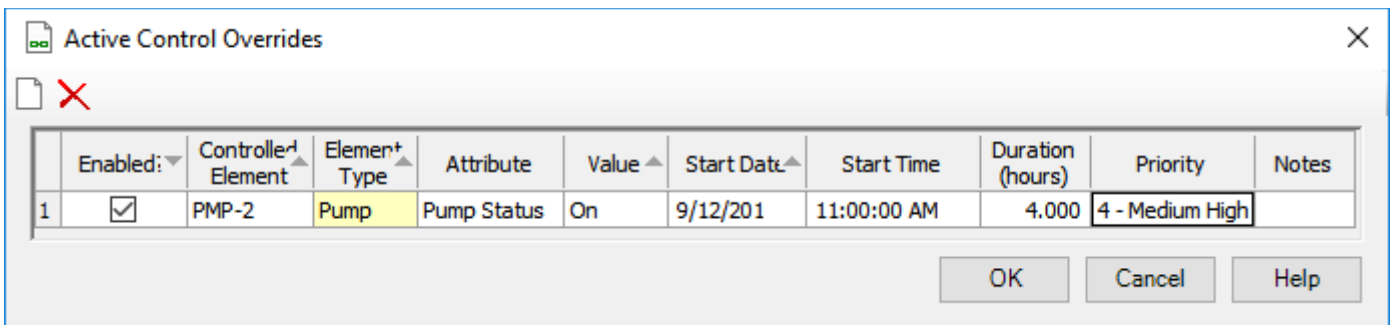 Active Control Overrides
Enabled? Controlled Element Element Type Attribute Value Start Date Start Time Duration (hours) Priority Notes
1 PMP-2 Pump Pump Status On 9/12/201 11:00:00 AM 4.000 4 - Medium High
OK Cancel Help